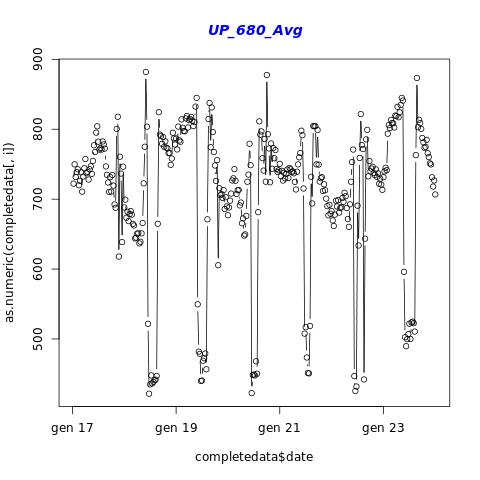 UP_680_Avg
as.numeric(completedata[, i])
900
800
700
600
500
gen 17
gen 19
gen 21
gen 23
completedata$date